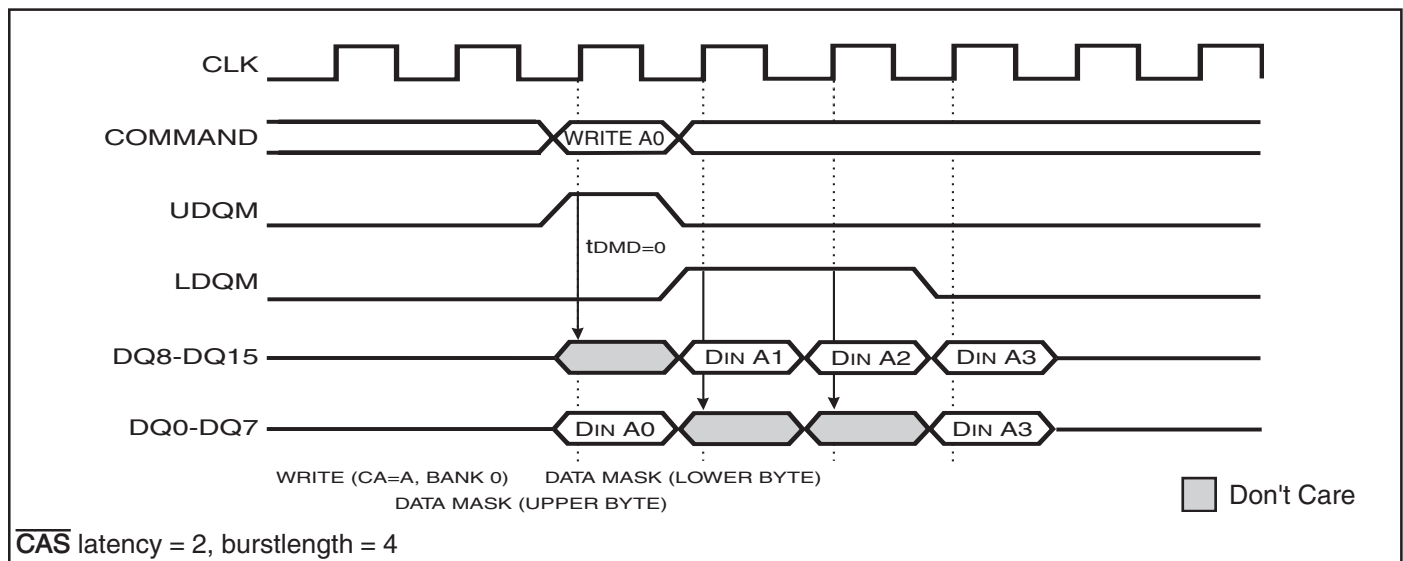 CLK
COMMAND
WRITE A0
UDQM
tDMD=0
LDQM
DQ8-DQ15
DIN A1
DIN A2
DIN A3
DQ0-DQ7
DIN A0
DIN A3
WRITE (CA=A, BANK 0)
DATA MASK (LOWER BYTE)
DATA MASK (UPPER BYTE)
Don't Care
CAS latency = 2, burstlength = 4